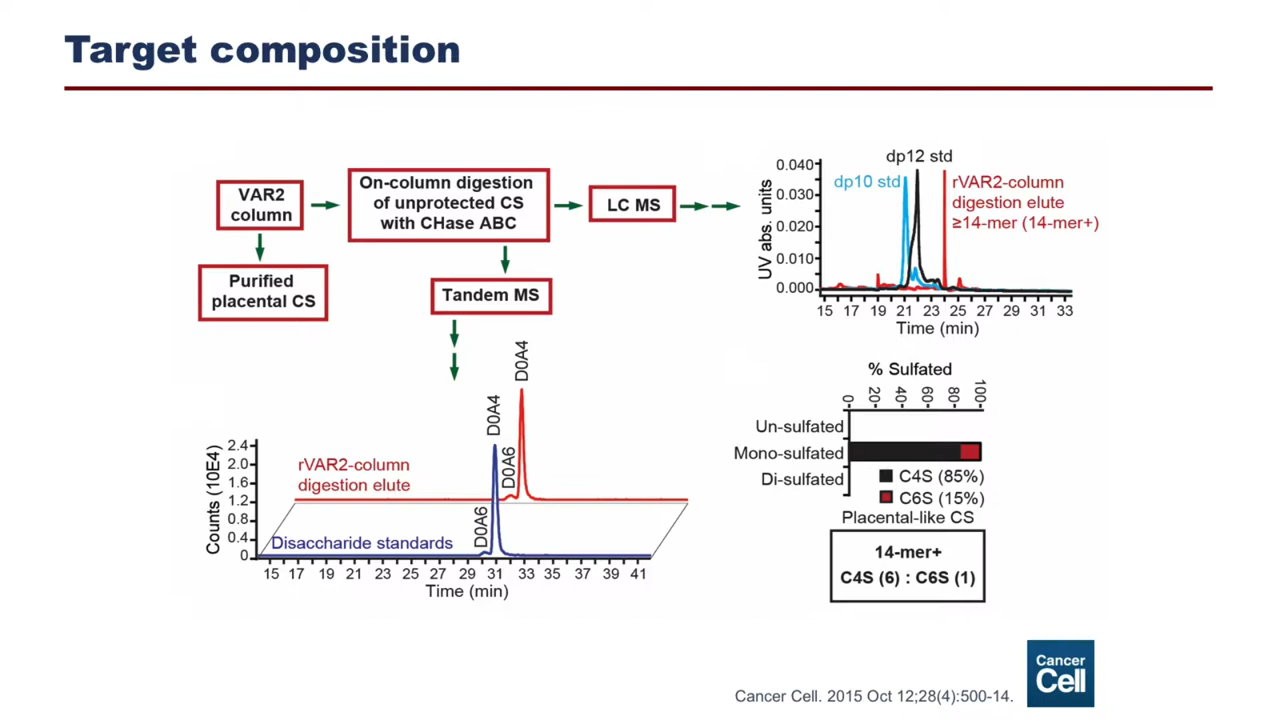 Target composition
VAR2
column
On-column digestion
of unprotected CS
with CHase ABC
LC MS
Purified
placental CS
Tandem MS
dp12 std
dp10 std
rVAR2-column
digestion elute
≥14-mer (14-mer+)
UV abs. units
0.040
0.030
0.020
0.010
0.000
15 17 19 21 23 25 27 29 31 33
Time (min)
D0A4
D0A6
D0A4
D0A6
rVAR2-column
digestion elute
Disaccharide standards
Counts (10E4)
2.4
2.0
1.6
1.2
0.8
0.4
0
15 17 19 21 23 25 27 29 31 33 35 37 39 41
Time (min)
% Sulfated
0 20 40 60 80 100
Un-sulfated
Mono-sulfated
Di-sulfated
C4S (85%)
C6S (15%)
Placental-like CS
14-mer+
C4S (6) : C6S (1)
Cancer Cell. 2015 Oct 12;28(4):500-14.
Cancer
Cell